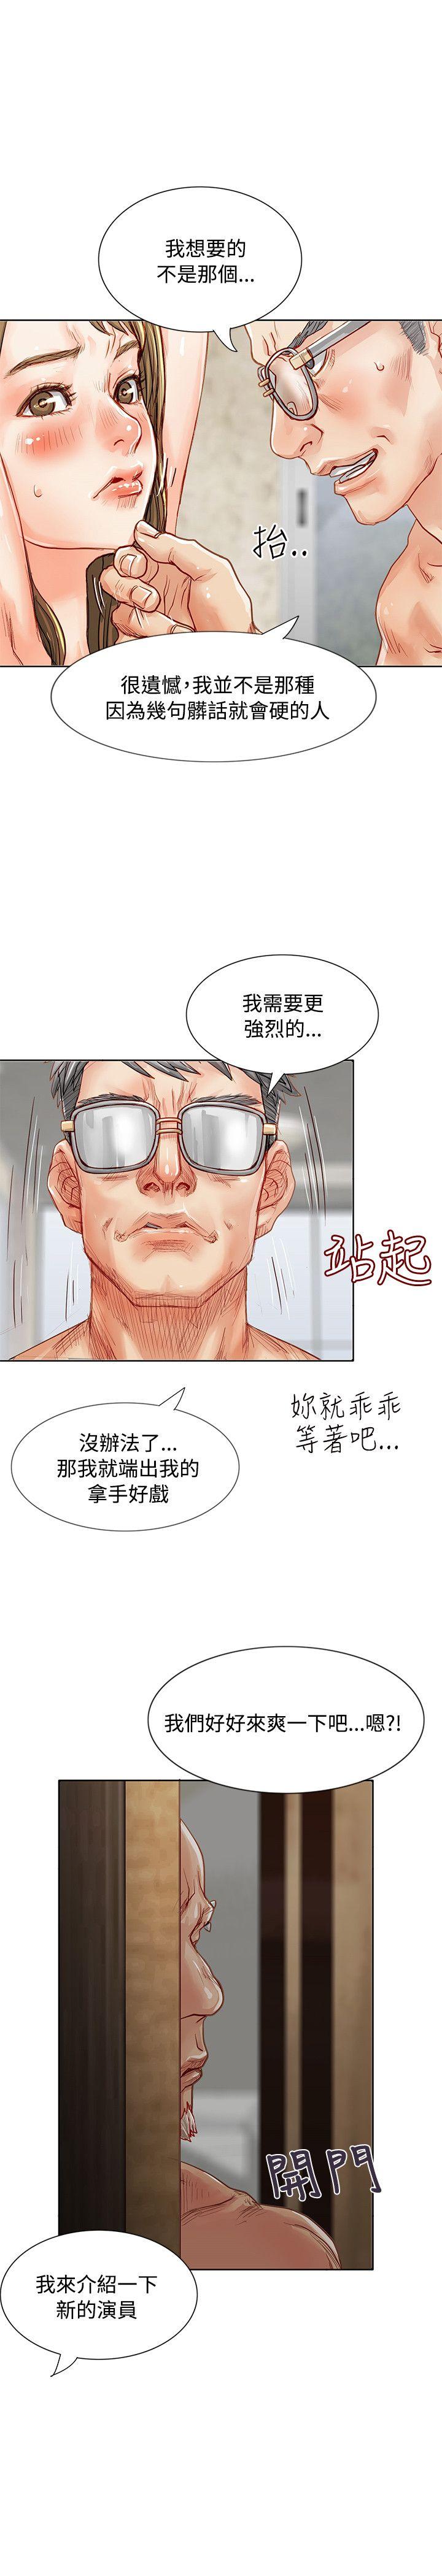 我想要的
不是那個...
抬..
很遺憾,我並不是那種
因為幾句髒話就會硬的人
我需要更
強烈的...
站起
妳就乖乖
等著吧...
沒辦法了...
那我就端出我的
拿手好戲
我們好好來爽一下吧...嗯?!
開門
我來介紹一下
新的演員